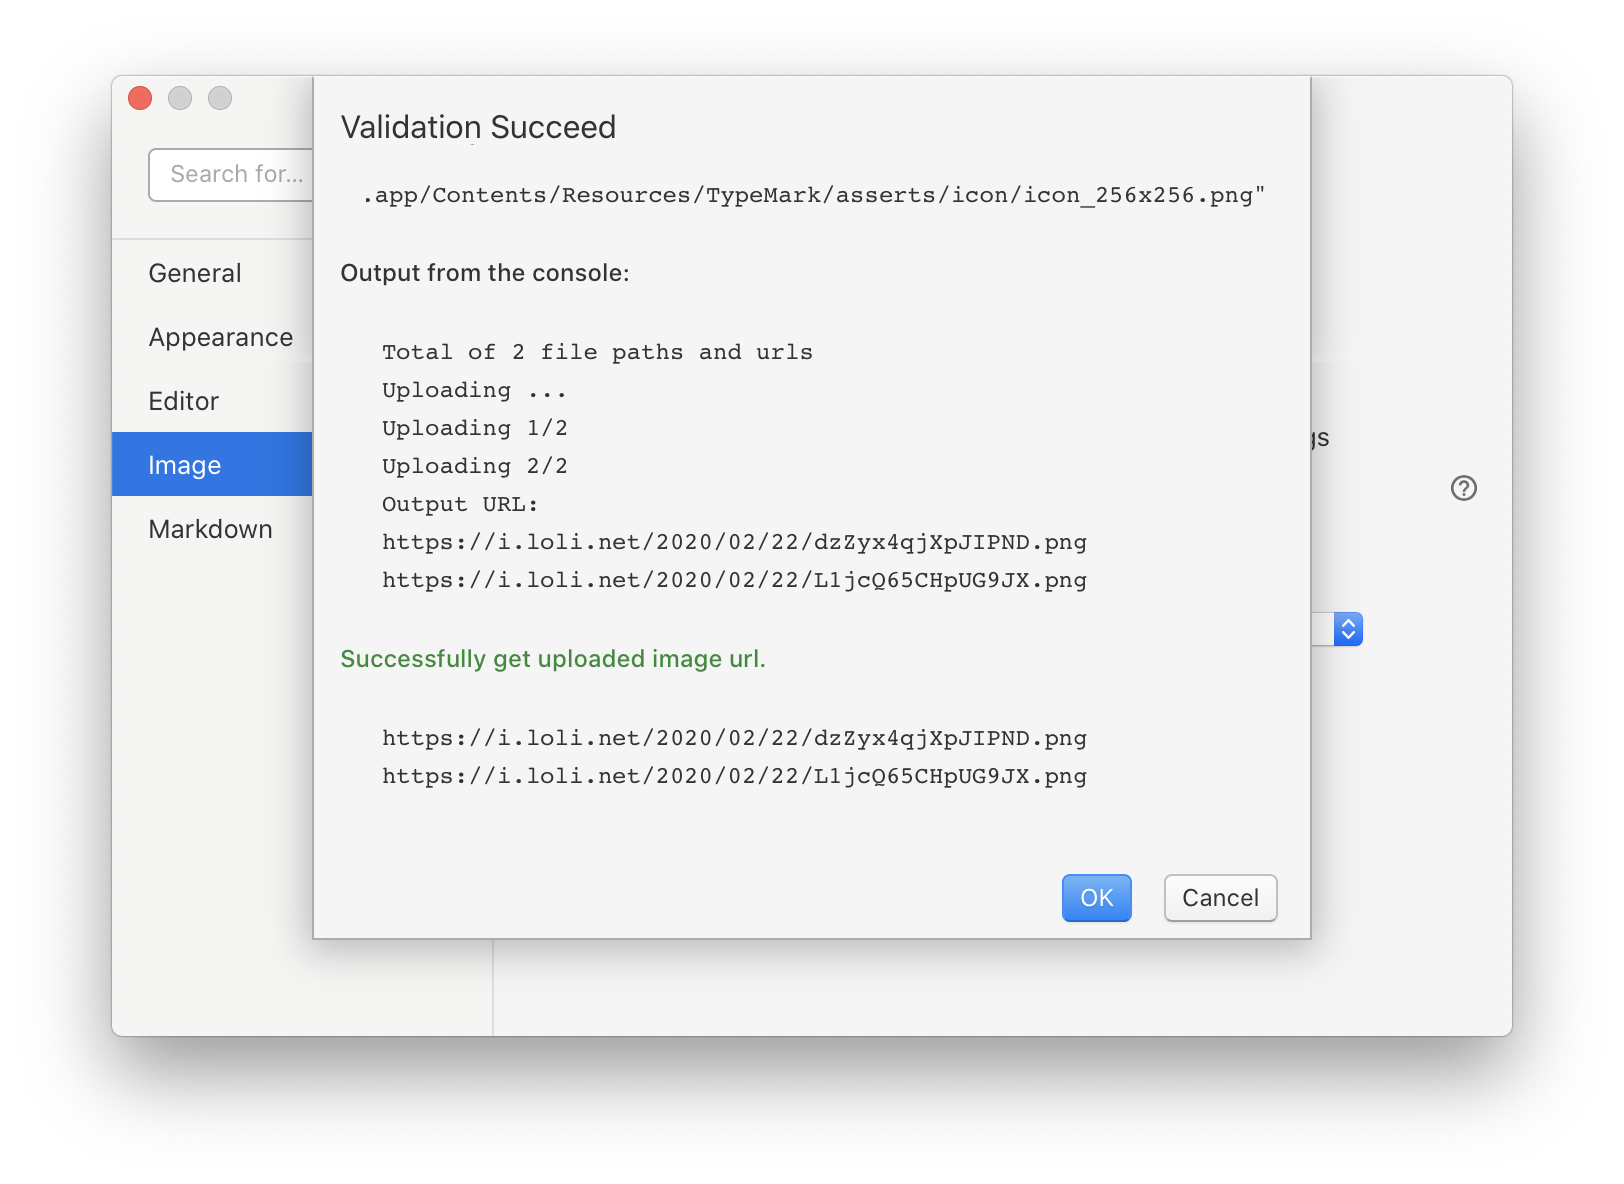 Validation Succeed
Search for...
.app/Contents/Resources/TypeMark/asserts/icon/icon_256x256.png"
General
Output from the console:
Appearance
Total of 2 file paths and urls
Uploading ...
Editor
Uploading 1/2
gs
Image
Uploading 2/2
Output URL:
Markdown
https://i.loli.net/2020/02/22/dzZyx4qjXpJIPND.png
https://i.loli.net/2020/02/22/L1jcQ65CHpUG9JX.png
Successfully get uploaded image url.
https://i.loli.net/2020/02/22/dzZyx4qjXpJIPND.png
https://i.loli.net/2020/02/22/L1jcQ65CHpUG9JX.png
OK
Cancel